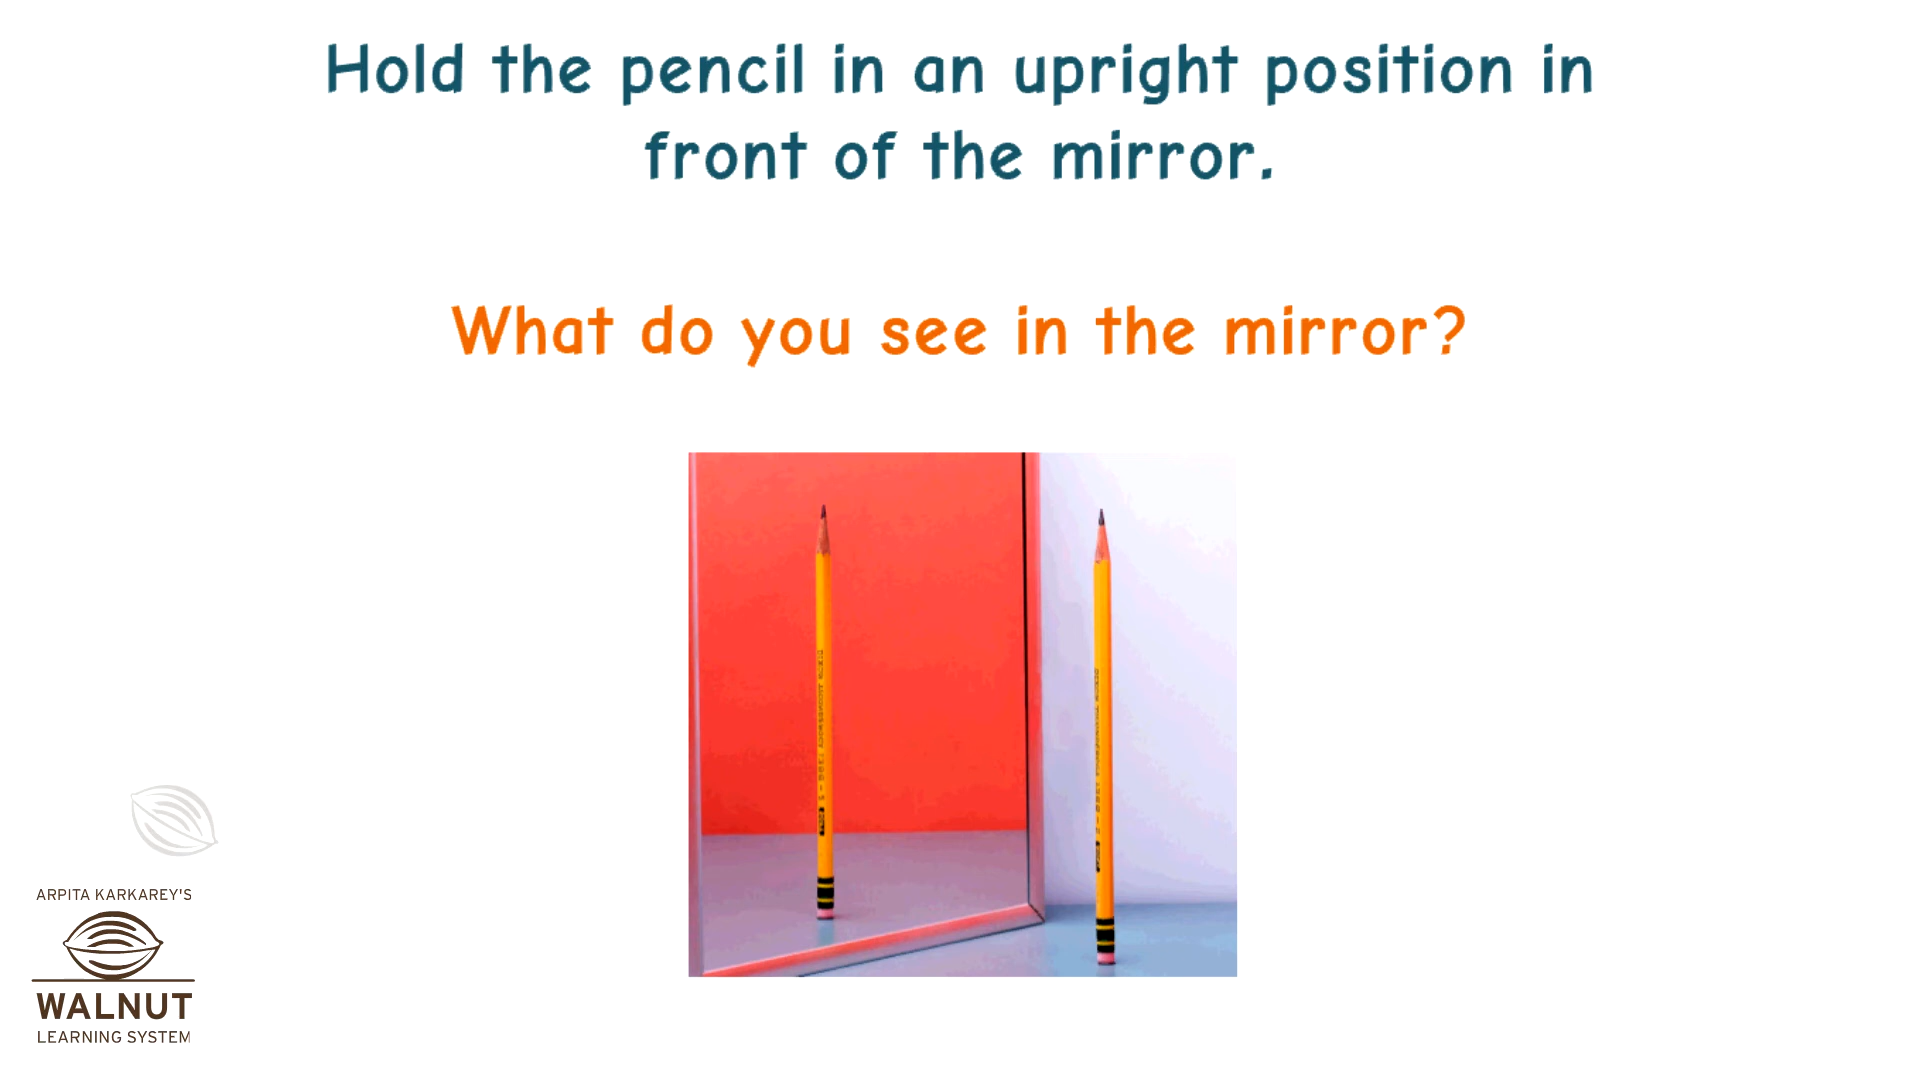 Hold the pencil in an upright position in
front of the mirror.
What do you see in the mirror?
ARPITA KARKAREY'S
WALNUT
LEARNING SYSTEM